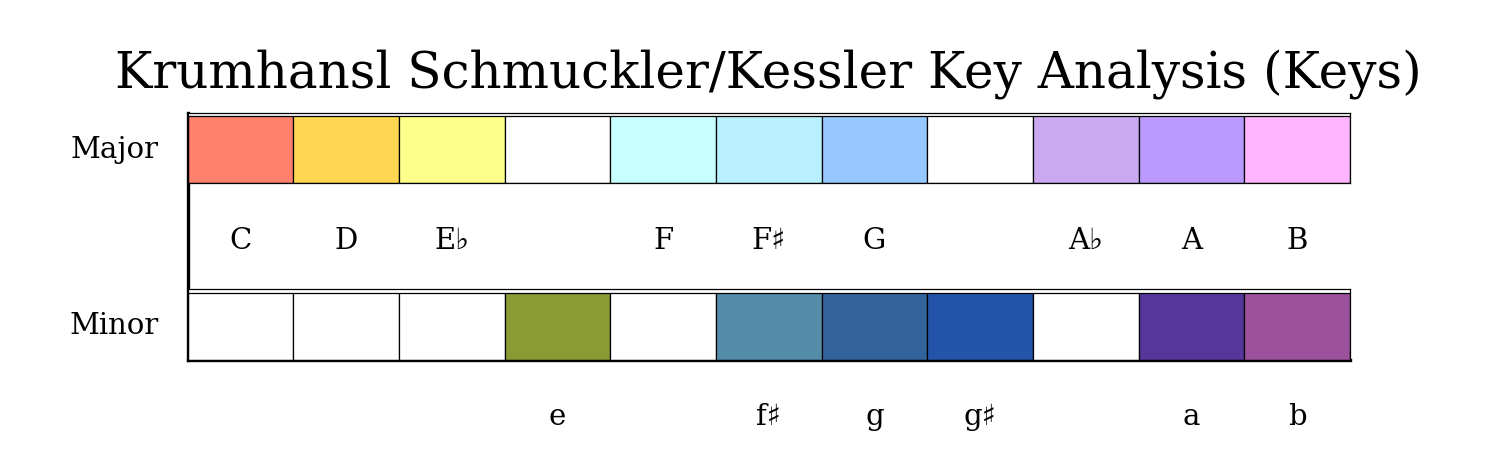 Krumhansl Schmuckler/Kessler Key Analysis (Keys)
Major
C D E♭ F F♯ G A♭ A B
Minor
e f♯ g g♯ a b